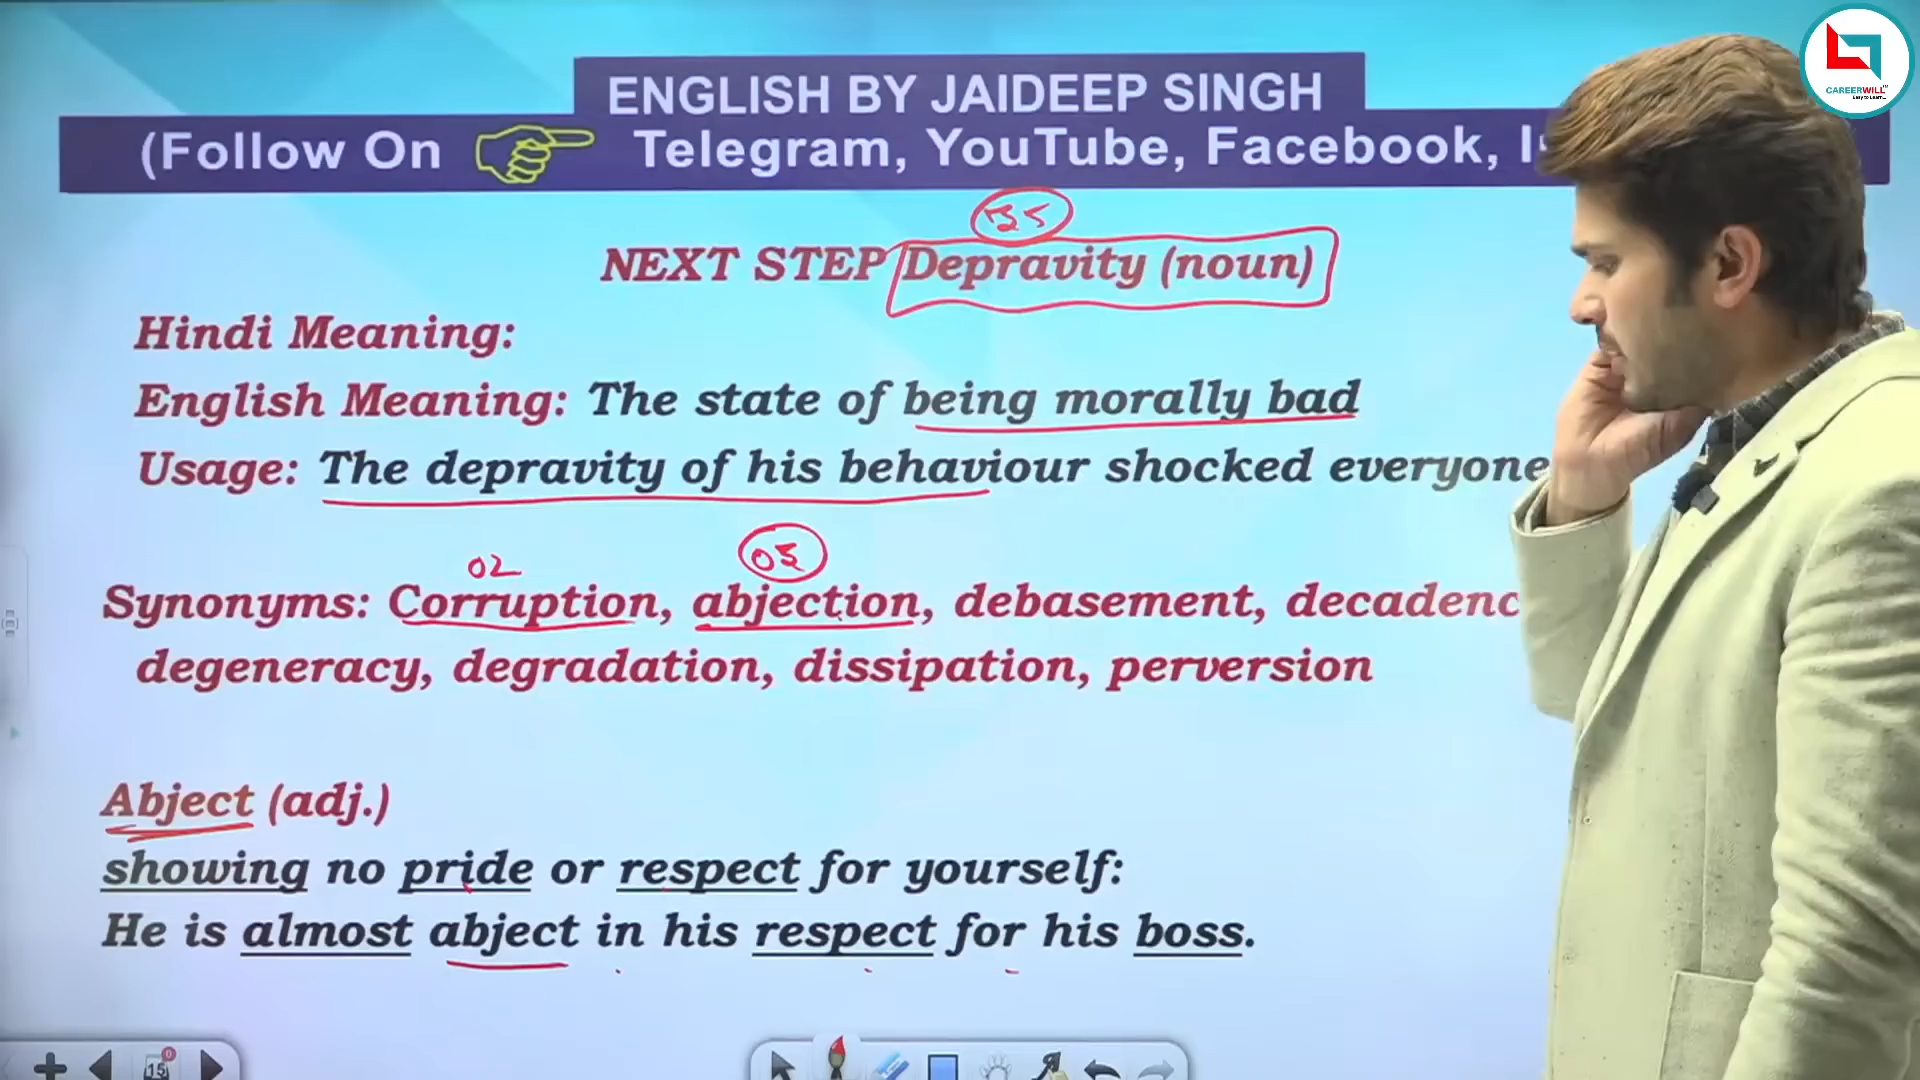 CAREERWILL
ENGLISH BY JAIDEEP SINGH
(Follow On Telegram, YouTube, Facebook,
NEXT STEP Depravity (noun)
Hindi Meaning:
English Meaning: The state of being morally bad
Usage: The depravity of his behaviour shocked everyone
02 05
Synonyms: Corruption, abjection, debasement, decadenc
degeneracy, degradation, dissipation, perversion
Abject (adj.)
showing no pride or respect for yourself:
He is almost abject in his respect for his boss.
15